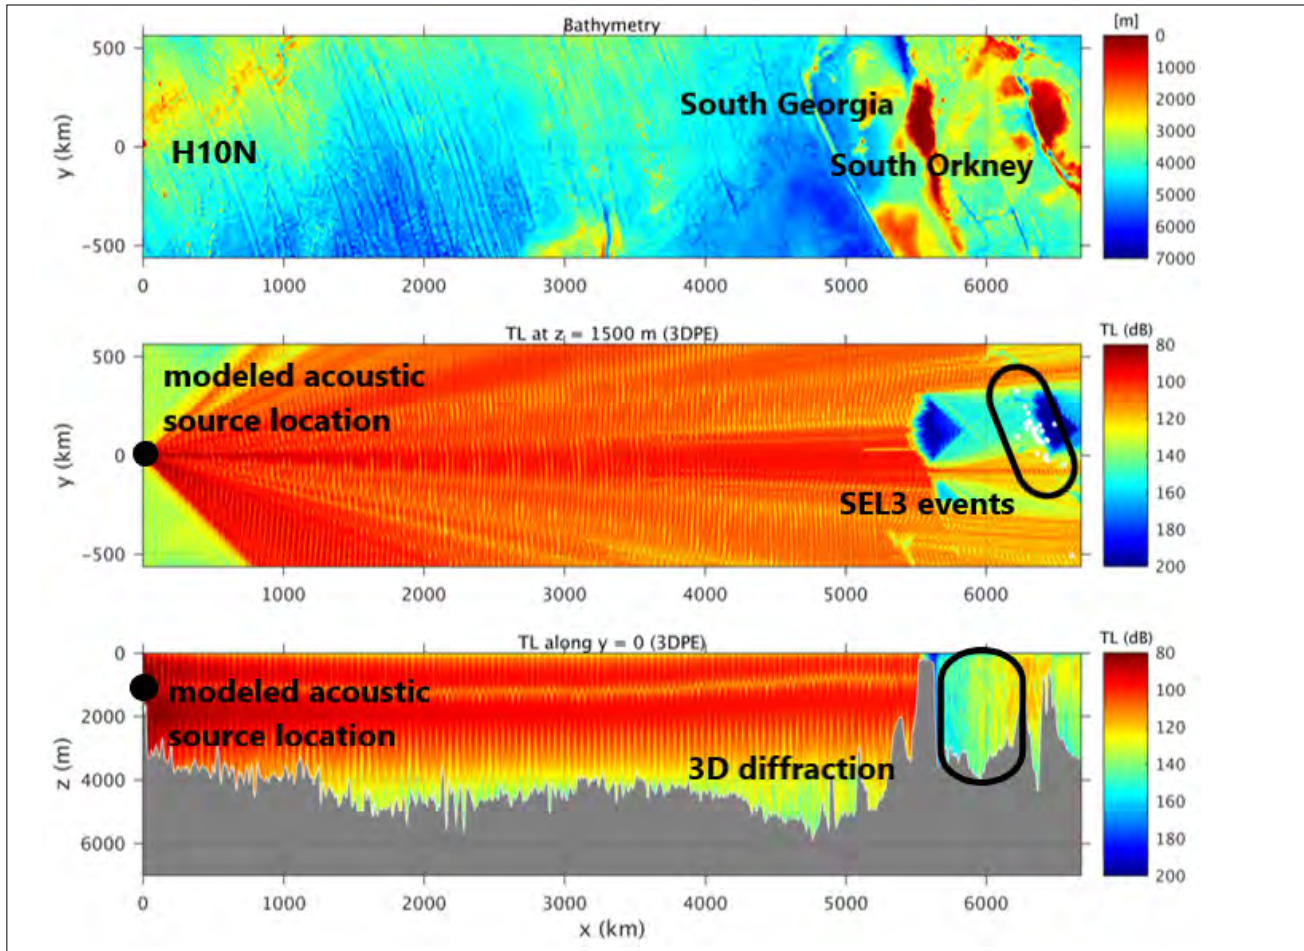 Bathymetry
[m]
500
0
-500
y (km)
H10N
South Georgia
South Orkney
0
1000
2000
3000
4000
5000
6000
7000
0
1000
2000
3000
4000
5000
6000
TL at z = 1500 m (3DPE)
TL (dB)
500
0
-500
y (km)
modeled acoustic
source location
SEL3 events
80
100
120
140
160
180
200
0
1000
2000
3000
4000
5000
6000
TL along y = 0 (3DPE)
TL (dB)
0
2000
4000
6000
z (m)
modeled acoustic
source location
3D diffraction
80
100
120
140
160
180
200
0
1000
2000
3000
4000
5000
6000
x (km)